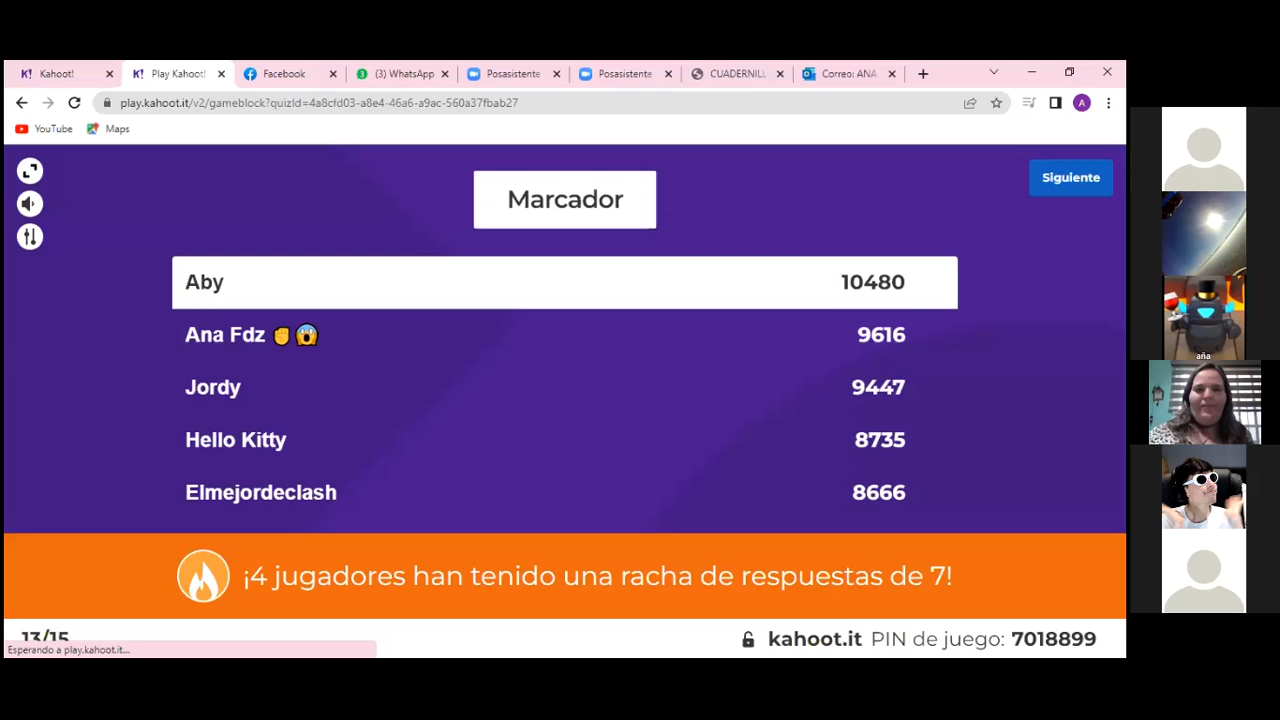 Kahoot!
Play Kahoot!
Facebook
(3) WhatsApp
Posasistente
Posasistente
CUADERNILL
Correo: ANA
play.kahoot.it/v2/gameblock?quizId=4a8cfd03-a8e4-46a6-a9ac-560a37fbab27
A
YouTube
Maps
Siguiente
Marcador
Aby 10480
Ana Fdz ✊😱 9616
Jordy 9447
Hello Kitty 8735
Elmejordeclash 8666
¡4 jugadores han tenido una racha de respuestas de 7!
13/15
kahoot.it PIN de juego: 7018899
Esperando a play.kahoot.it...
aña